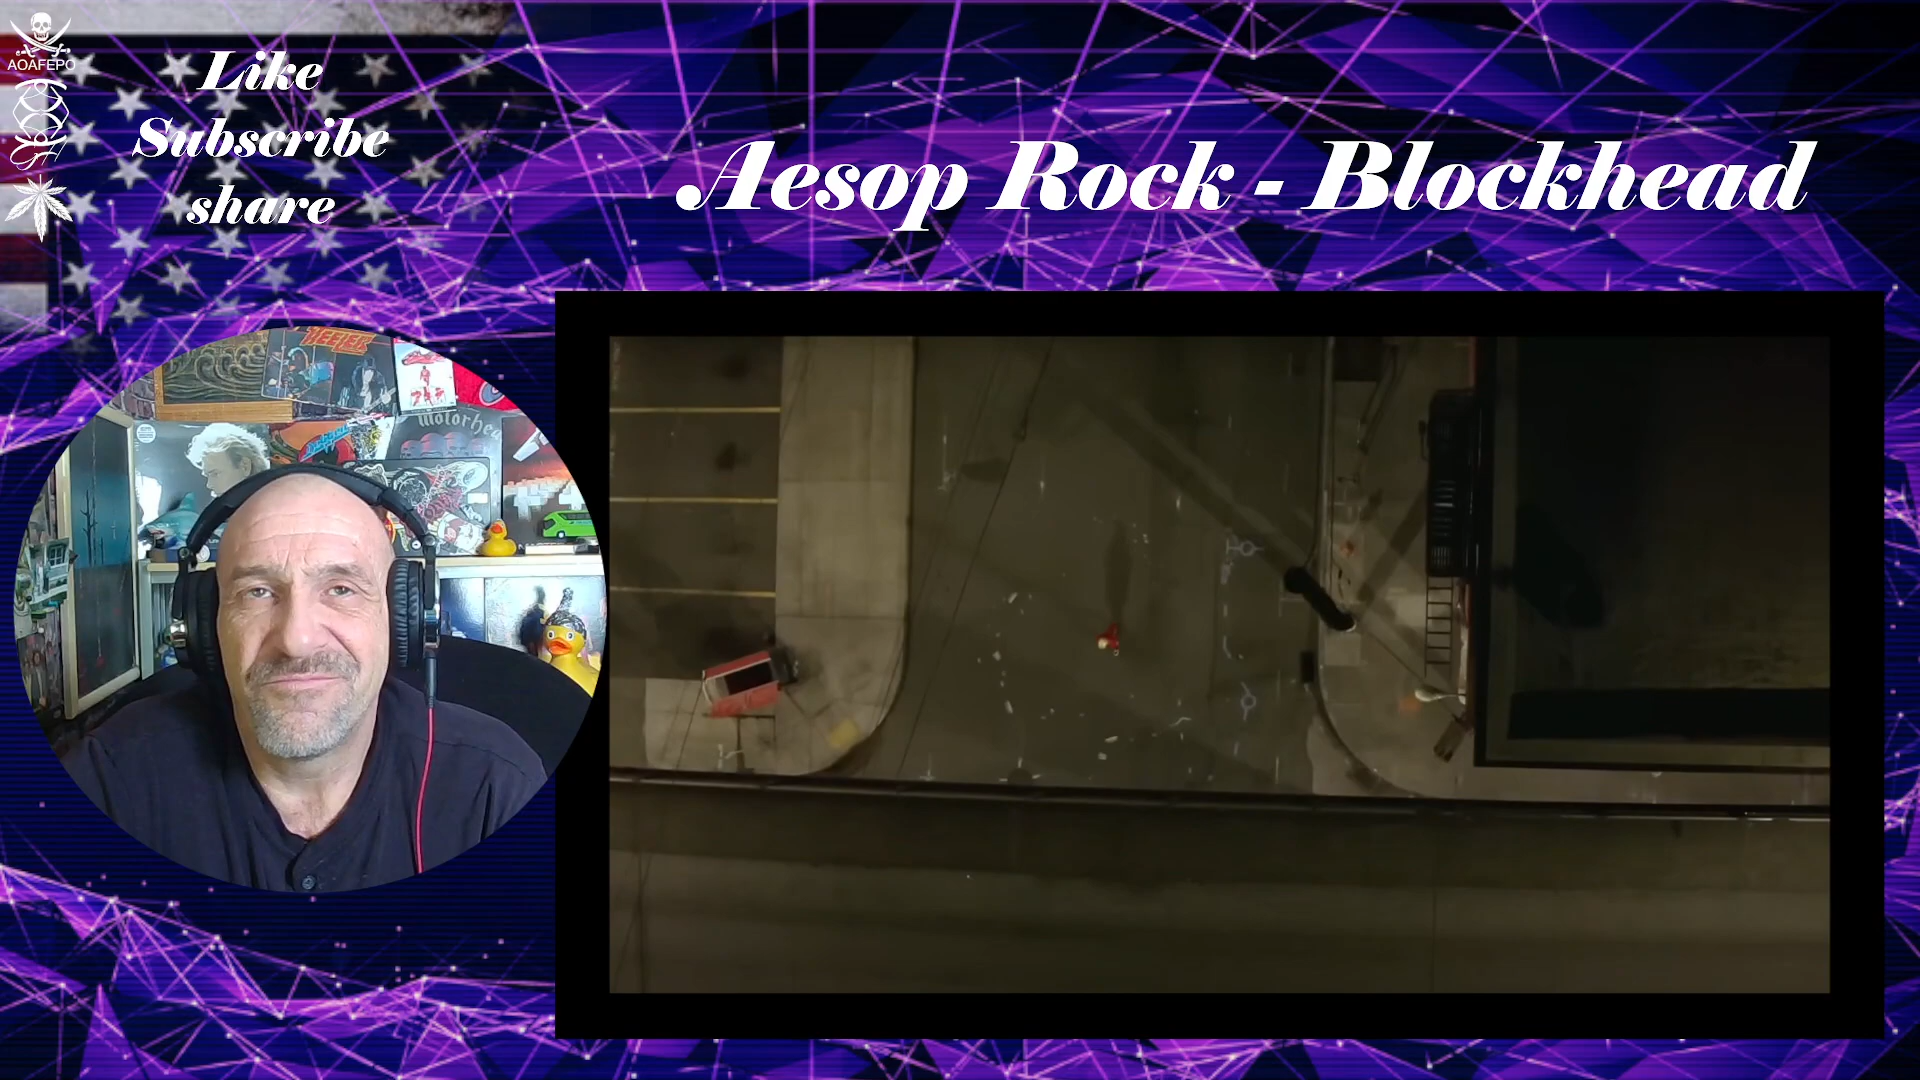 AOAFEPO
Like
Subscribe
share
Aesop Rock - Blockhead